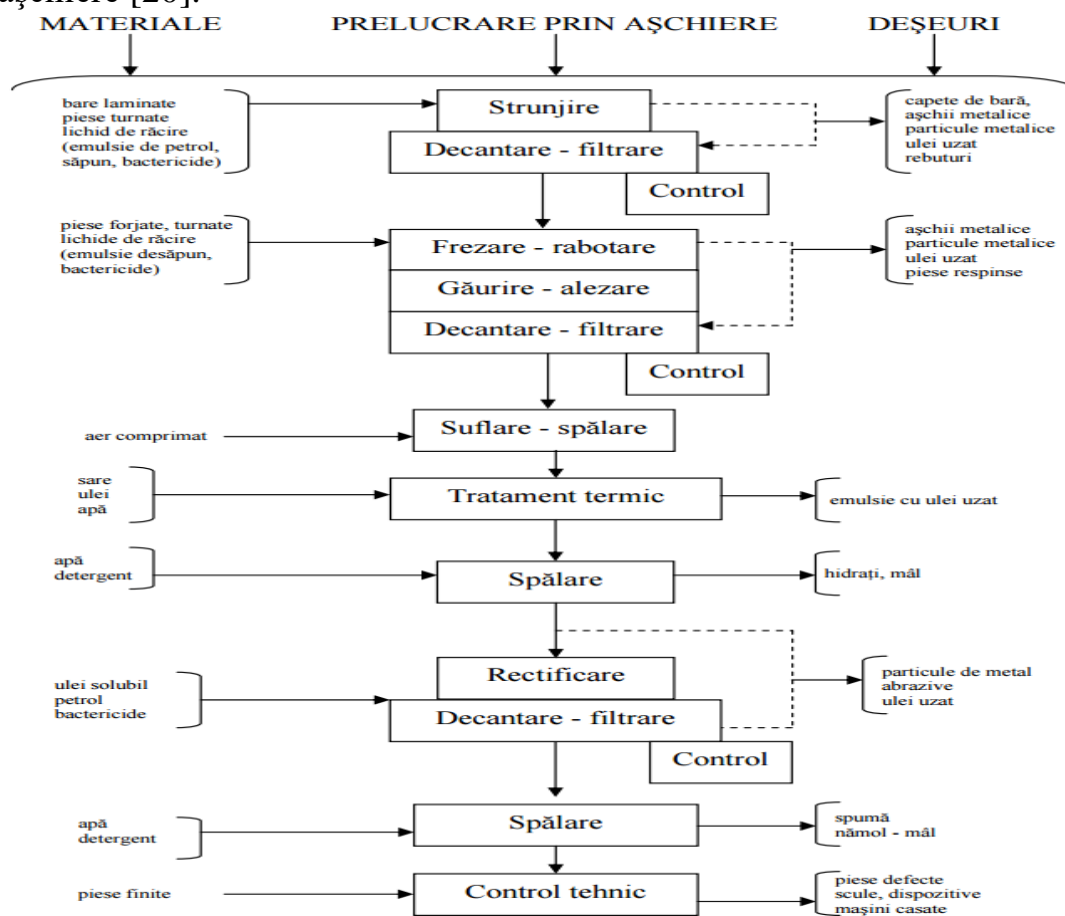 așchiere [20].
MATERIALE
PRELUCRARE PRIN AŞCHIERE
DEŞEURI
bare laminate
piese turnate
lichid de răcire
(emulsie de petrol,
săpun, bactericide)
Strunjire
Decantare - filtrare
Control
capete de bară,
aşchii metalice
particule metalice
ulei uzat
rebuturi
piese forjate, turnate
lichide de răcire
(emulsie desăpun,
bactericide)
Frezare - rabotare
Găurire - alezare
Decantare - filtrare
Control
aşchii metalice
particule metalice
ulei uzat
piese respinse
aer comprimat
Suflare - spălare
sare
ulei
apă
Tratament termic
emulsie cu ulei uzat
apă
detergent
Spălare
hidraţi, mâl
ulei solubil
petrol
bactericide
Rectificare
Decantare - filtrare
Control
particule de metal
abrazive
ulei uzat
apă
detergent
Spălare
spumă
nămol - mâl
piese finite
Control tehnic
piese defecte
scule, dispozitive
maşini casate